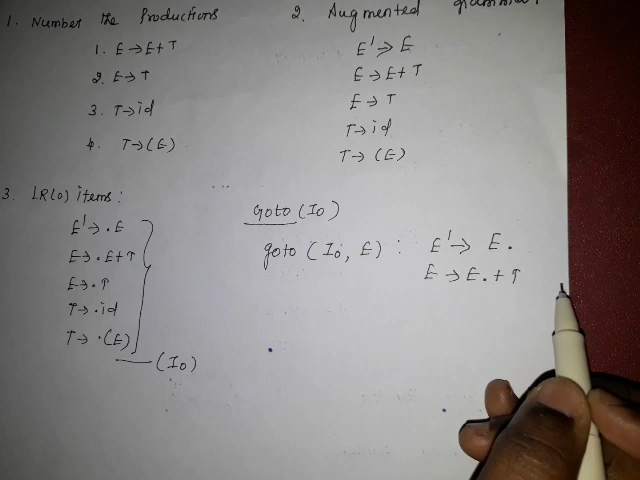 1. Number the Productions
1. E→E+T
2. E→T
3. T→id
4. T→(E)
2. Augmented grammar
E'→E
E→E+T
E→T
T→id
T→(E)
3. LR(0) items:
E'→.E
E→.E+T
E→.T
T→.id
T→.(E)
(I0)
Goto (I0)
goto (I0, E): E'→ E.
E→E.+T